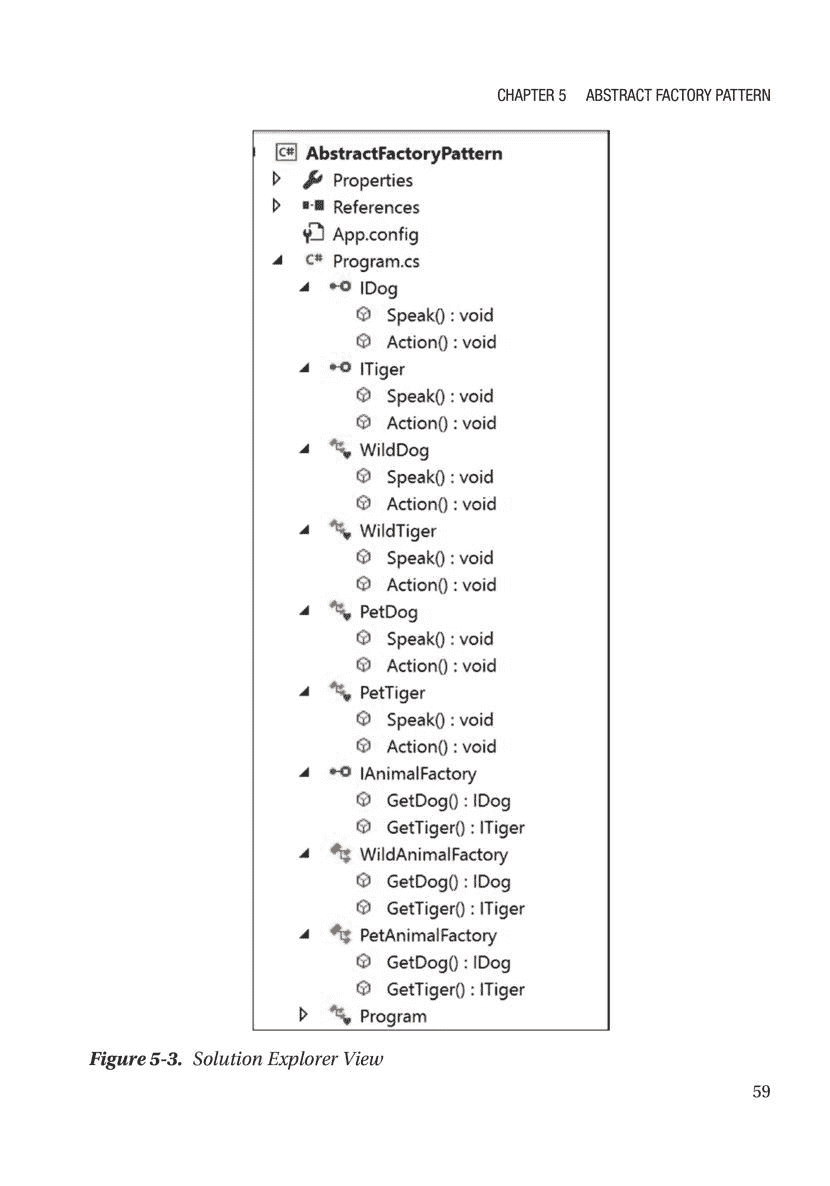 CHAPTER 5 ABSTRACT FACTORY PATTERN
C# AbstractFactoryPattern
Properties
References
App.config
C# Program.cs
IDog
Speak() : void
Action() : void
ITiger
Speak() : void
Action() : void
WildDog
Speak() : void
Action() : void
WildTiger
Speak() : void
Action() : void
PetDog
Speak() : void
Action() : void
PetTiger
Speak() : void
Action() : void
IAnimalFactory
GetDog() : IDog
GetTiger() : ITiger
WildAnimalFactory
GetDog() : IDog
GetTiger() : ITiger
PetAnimalFactory
GetDog() : IDog
GetTiger() : ITiger
Program
Figure 5-3. Solution Explorer View
59